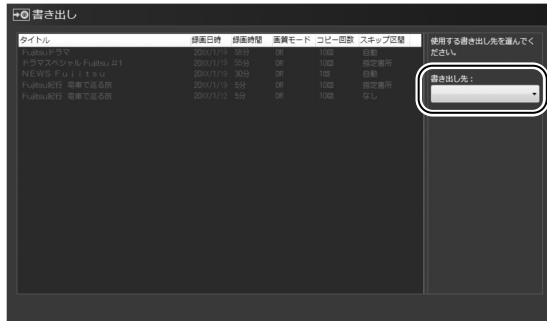 書き出し
タイトル 録画日時 録画時間 画質モード コピー回数 スキップ区間
Fujitsuドラマ 20XX/1/19 55分 DR 10回 自動
ドラマスペシャル Fujitsu #1 20XX/1/19 55分 DR 10回 指定箇所
NEWS Fujitsu 20XX/1/19 30分 DR 1回 自動
Fujitsu紀行 電車で巡る旅 20XX/1/19 5分 DR 10回 指定箇所
Fujitsu紀行 電車で巡る旅 20XX/1/12 5分 DR 10回 なし
使用する書き出し先を選んでく
ださい。
書き出し先：